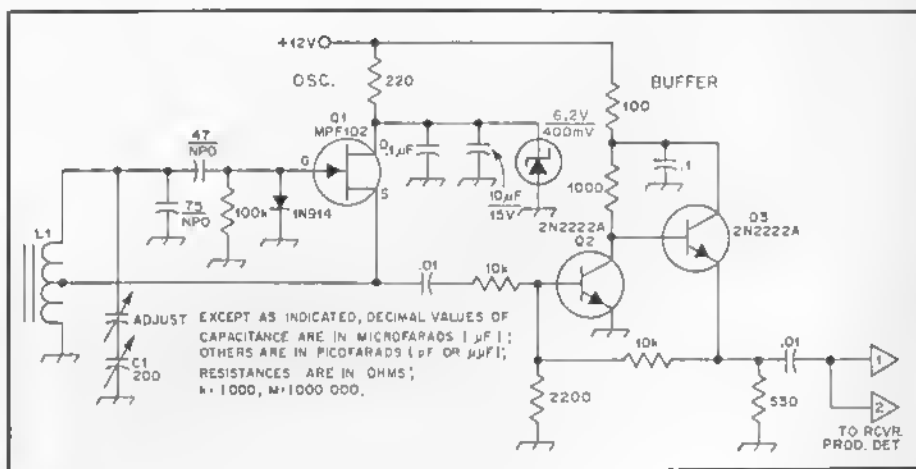 +12V
OSC.
220
BUFFER
100
Q1
MPF102
6.2V
400mV
47
NPO
D
.1µF
G
.1
1000
75
NPO
100k
1N914
S
10µF
15V
2N2222A
Q2
Q3
2N2222A
L1
.01
10k
ADJUST
C1
200
EXCEPT AS INDICATED, DECIMAL VALUES OF
CAPACITANCE ARE IN MICROFARADS (µF);
OTHERS ARE IN PICOFARADS (pF OR µµF);
RESISTANCES ARE IN OHMS;
k=1000, M=1000 000.
10k
.01
1
2200
530
2
TO RCVR.
PROD. DET